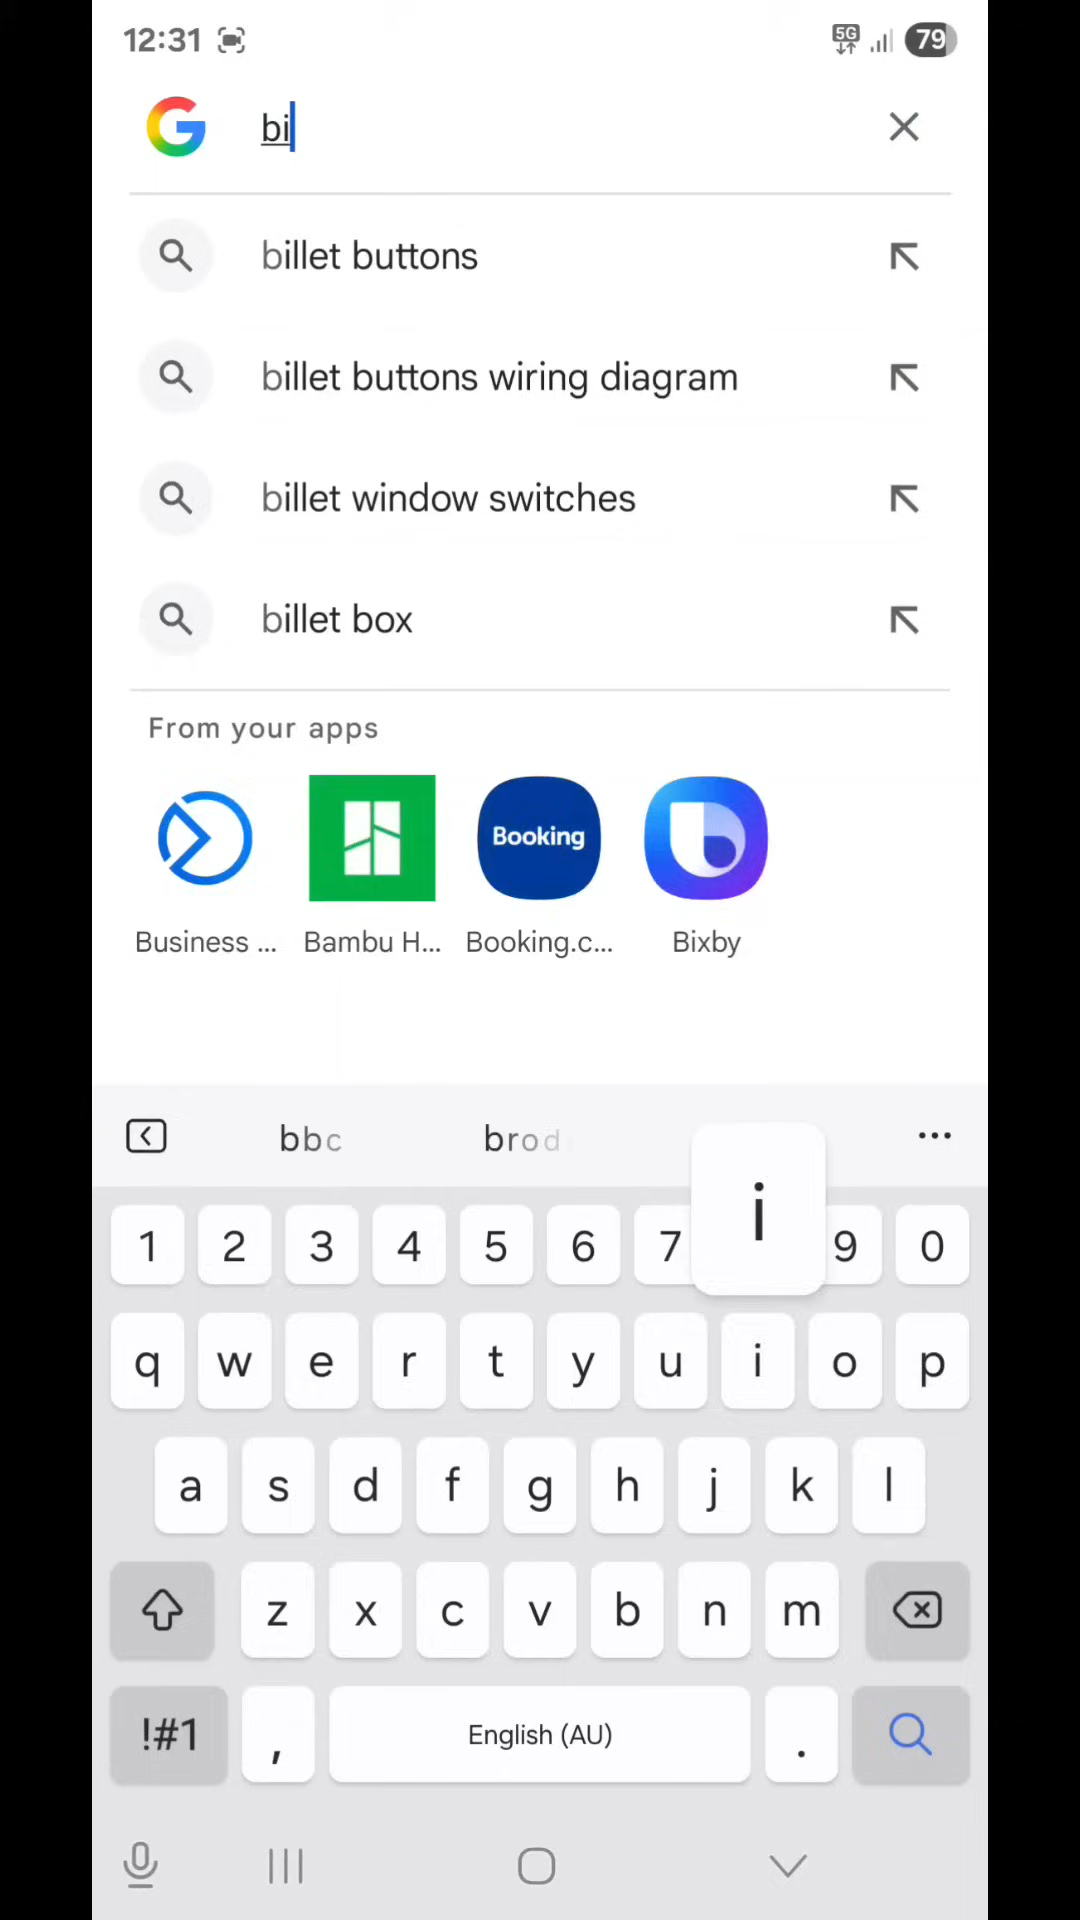 12:31
5G
79
bi
billet buttons
billet buttons wiring diagram
billet window switches
billet box
From your apps
Booking
Business ...
Bambu H...
Booking.c...
Bixby
bbc
brod
i
1 2 3 4 5 6 7 9 0
q w e r t y u i o p
a s d f g h j k l
z x c v b n m
!#1 , English (AU) .